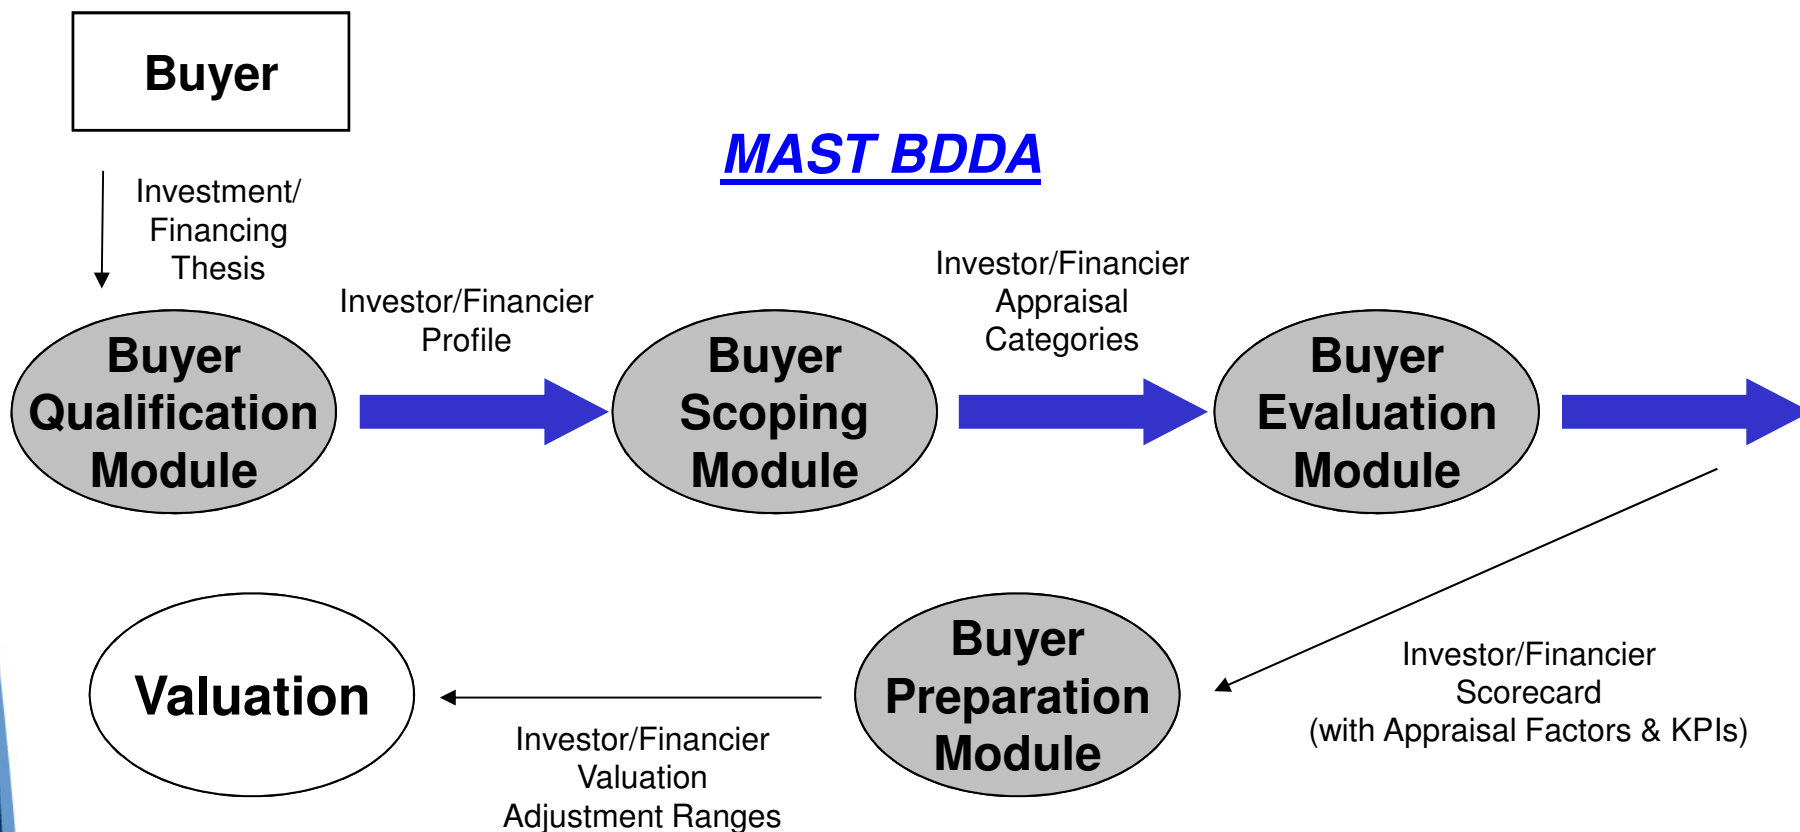 Buyer
MAST BDDA
Investment/
Financing
Thesis
Investor/Financier
Profile
Investor/Financier
Appraisal
Categories
Buyer
Qualification
Module
Buyer
Scoping
Module
Buyer
Evaluation
Module
Valuation
Investor/Financier
Valuation
Adjustment Ranges
Buyer
Preparation
Module
Investor/Financier
Scorecard
(with Appraisal Factors & KPIs)